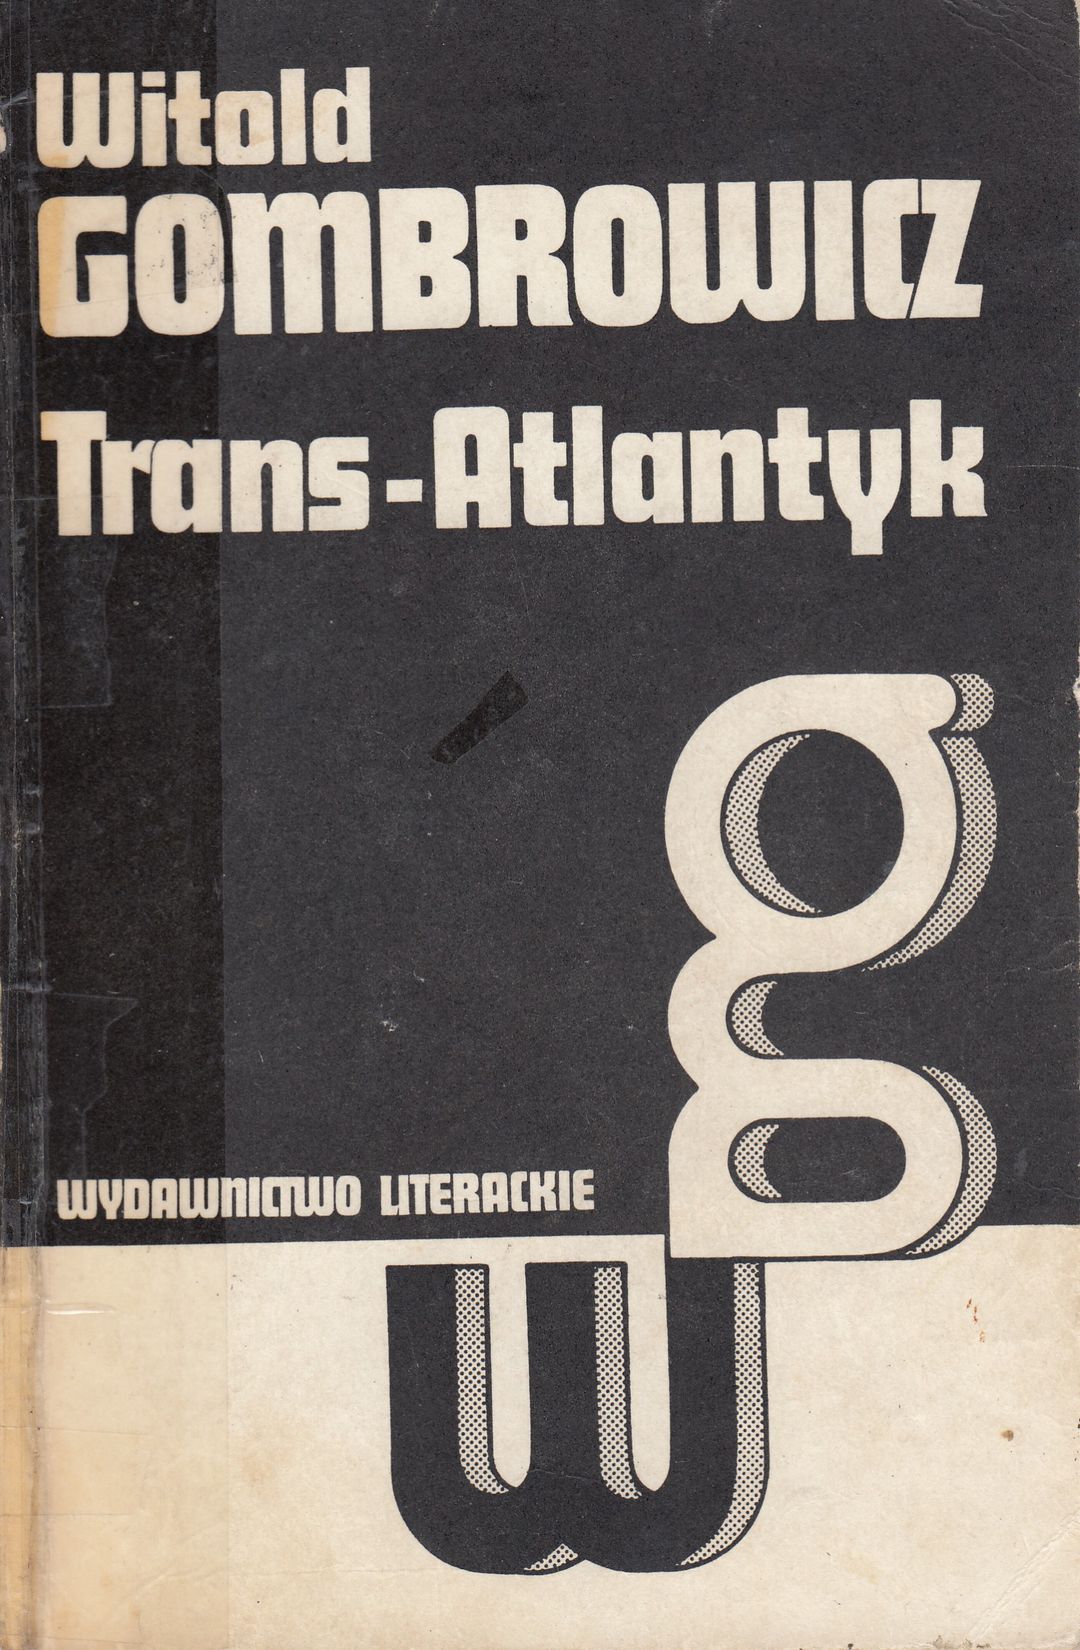 Witold
GOMBROWICZ
Trans-Atlantyk
g
WYDAWNICTWO LITERACKIE
w